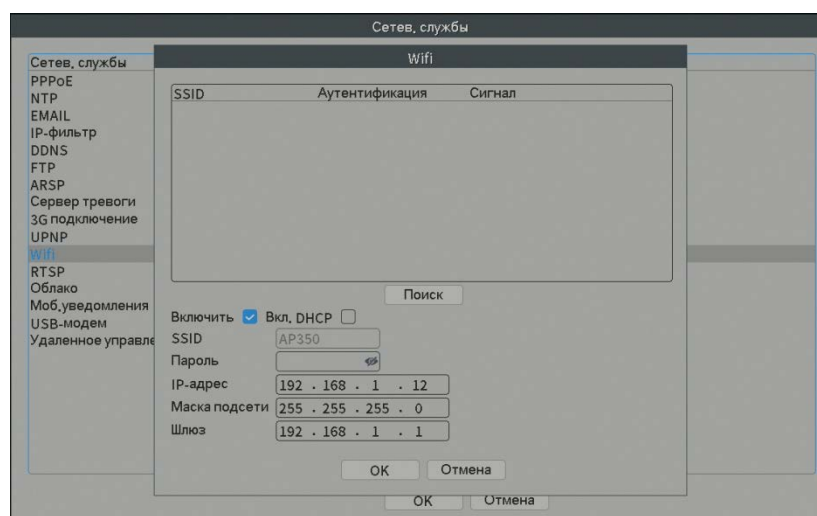 Сетев, службы
Wifi
Сетев, службы
PPPoE
NTP
EMAIL
IP-фильтр
DDNS
FTP
ARSP
Сервер тревоги
3G подключение
UPNP
Wifi
RTSP
Облако
Моб,уведомления
USB-модем
Удаленное управле
SSID Аутентификация Сигнал
Поиск
Включить Вкл, DHCP
SSID AP350
Пароль
IP-адрес 192 . 168 . 1 . 12
Маска подсети 255 . 255 . 255 . 0
Шлюз 192 . 168 . 1 . 1
OK Отмена
OK Отмена